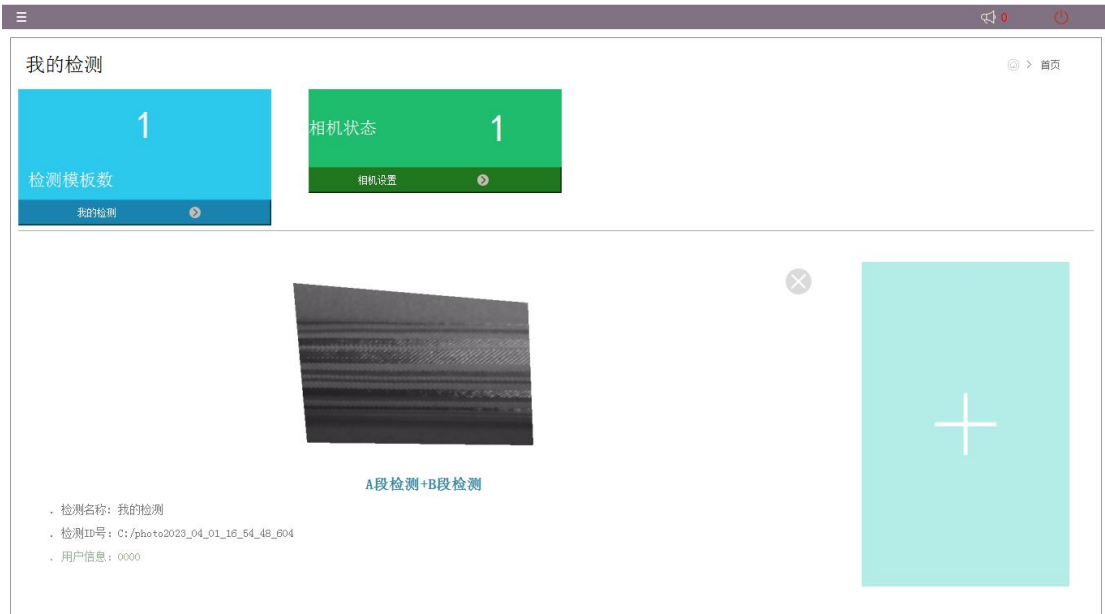 0
我的检测
> 首页
1
检测模板数
我的检测
相机状态 1
相机设置
A段检测+B段检测
. 检测名称: 我的检测
. 检测ID号: C:/photo2023_04_01_16_54_48_604
. 用户信息: 0000